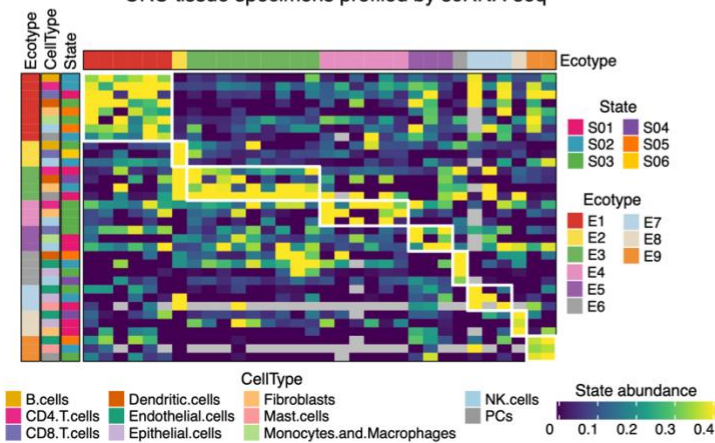 Ecotype
CellType
State
Ecotype
State
S01 S04
S02 S05
S03 S06
Ecotype
E1 E7
E2 E8
E3 E9
E4
E5
E6
CellType
B.cells Dendritic.cells Fibroblasts NK.cells
CD4.T.cells Endothelial.cells Mast.cells PCs
CD8.T.cells Epithelial.cells Monocytes.and.Macrophages
State abundance
0 0.1 0.2 0.3 0.4